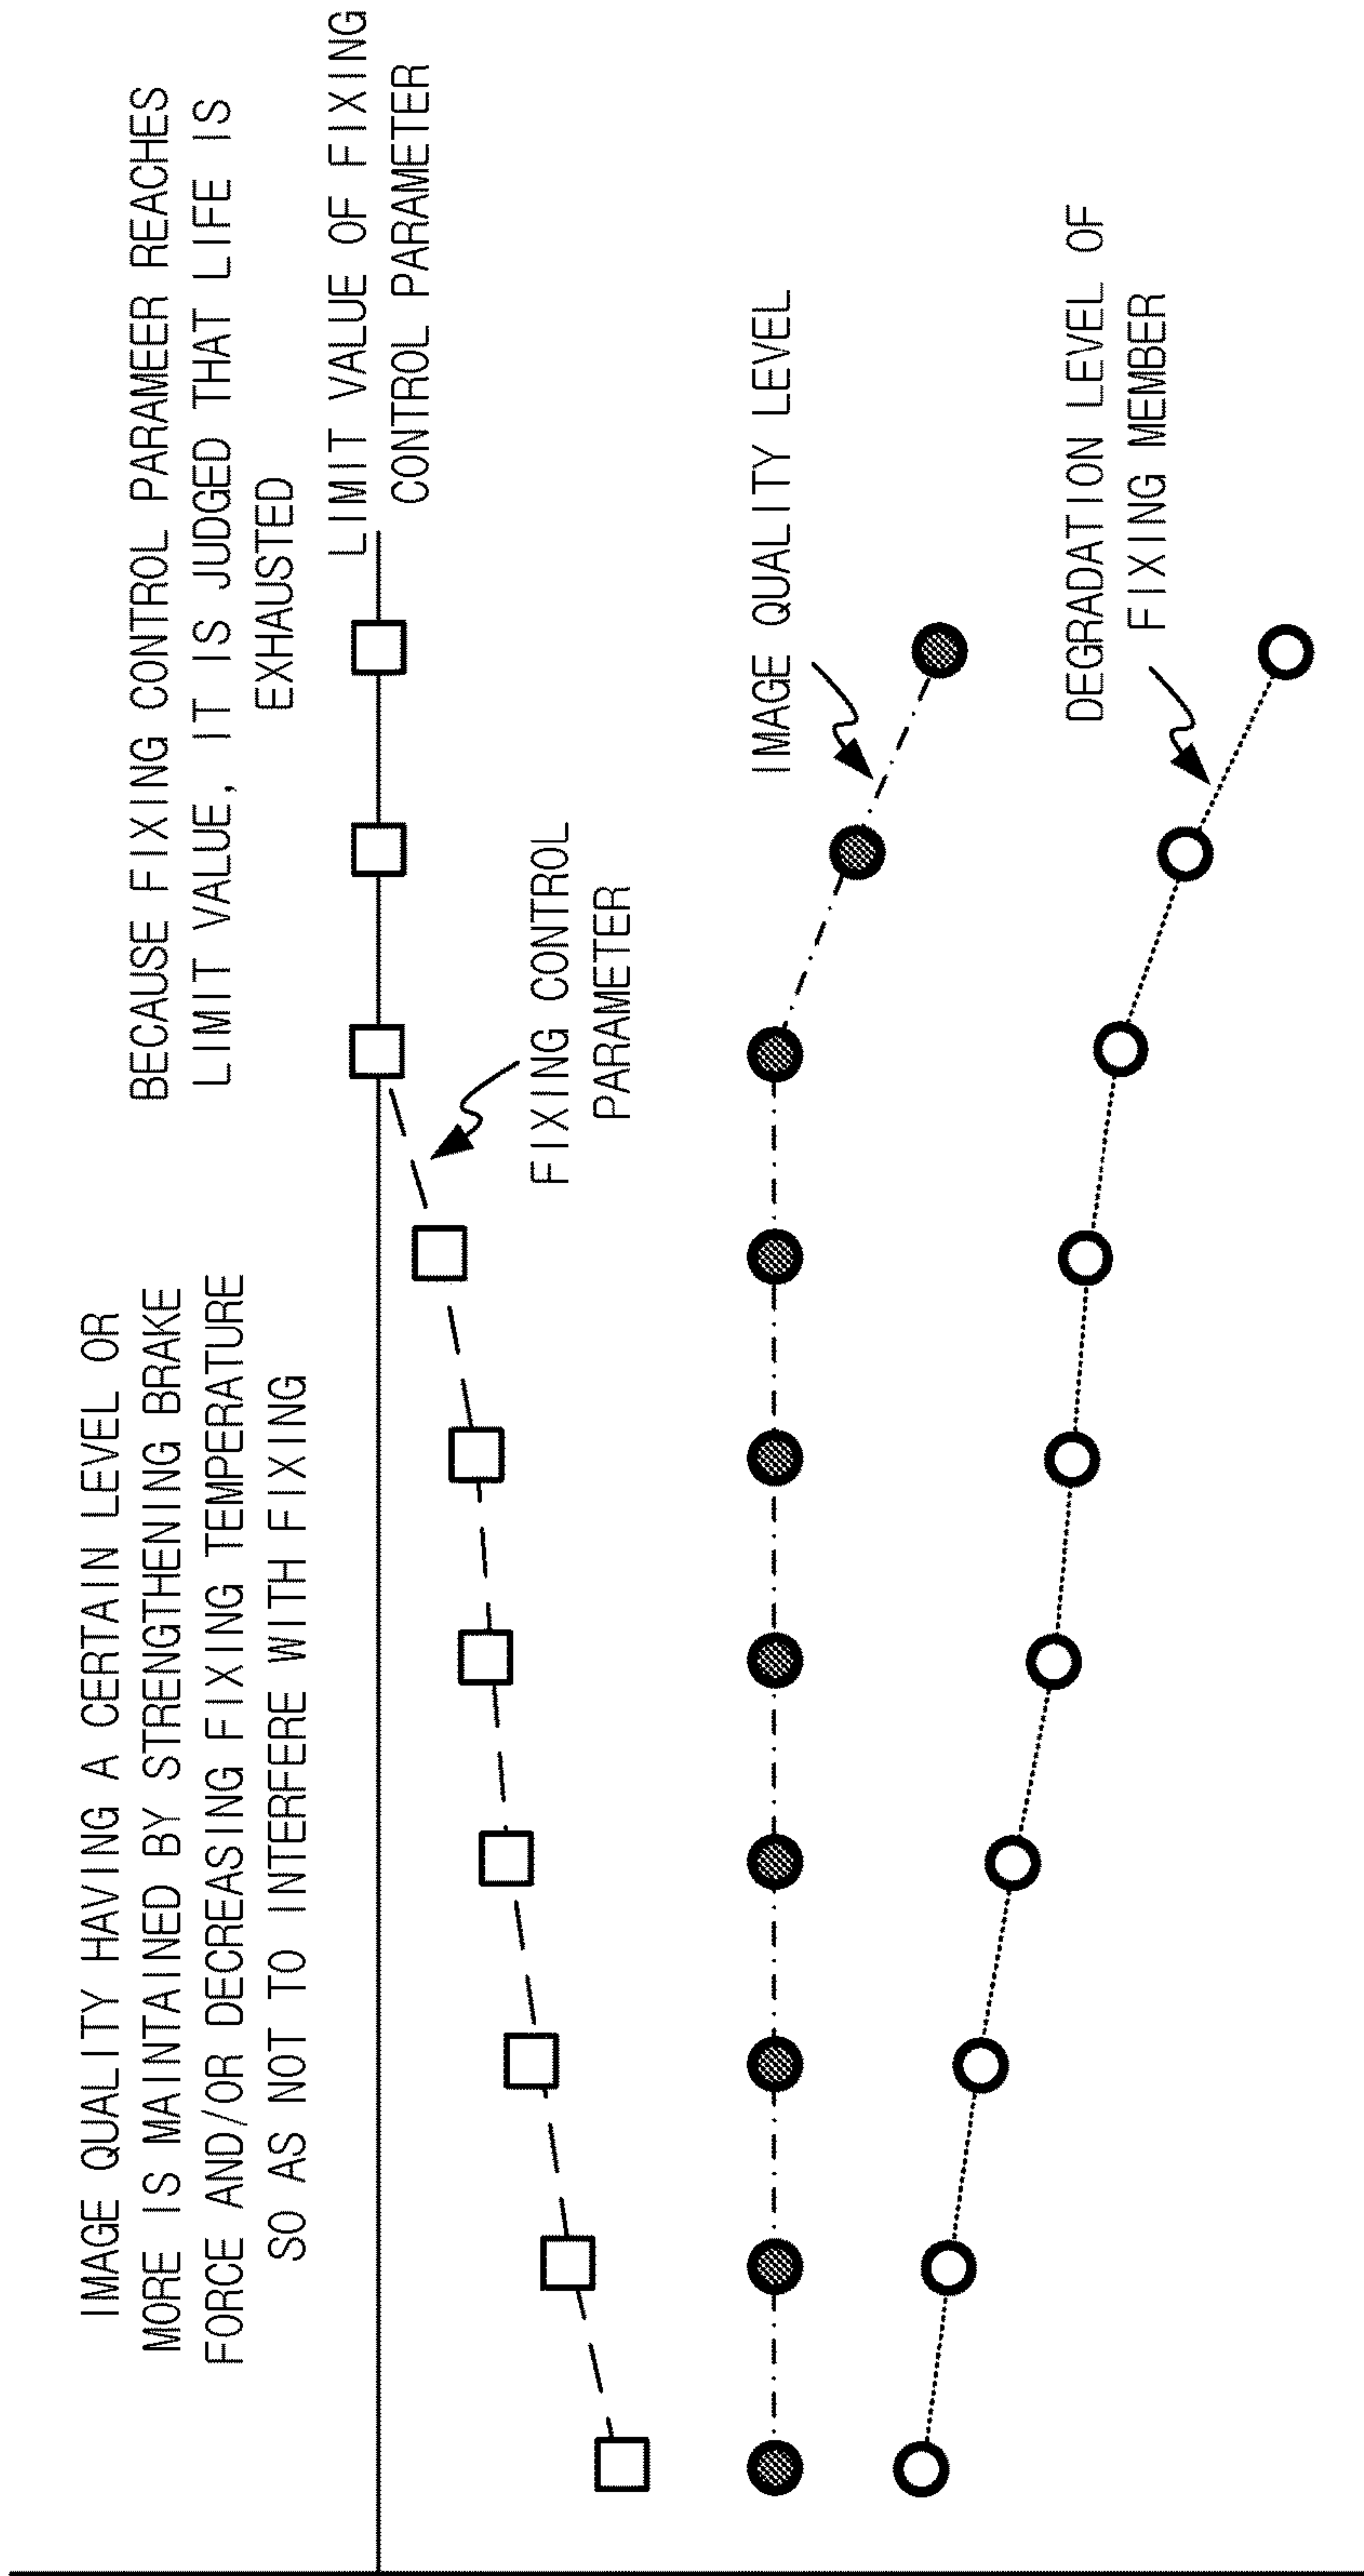 IMAGE QUALITY HAVING A CERTAIN LEVEL OR
MORE IS MAINTAINED BY STRENGTHENING BRAKE
FORCE AND/OR DECREASING FIXING TEMPERATURE
SO AS NOT TO INTERFERE WITH FIXING
BECAUSE FIXING CONTROL PARAMEER REACHES
LIMIT VALUE, IT IS JUDGED THAT LIFE IS
EXHAUSTED
LIMIT VALUE OF FIXING
CONTROL PARAMETER
FIXING CONTROL
PARAMETER
IMAGE QUALITY LEVEL
DEGRADATION LEVEL OF
FIXING MEMBER